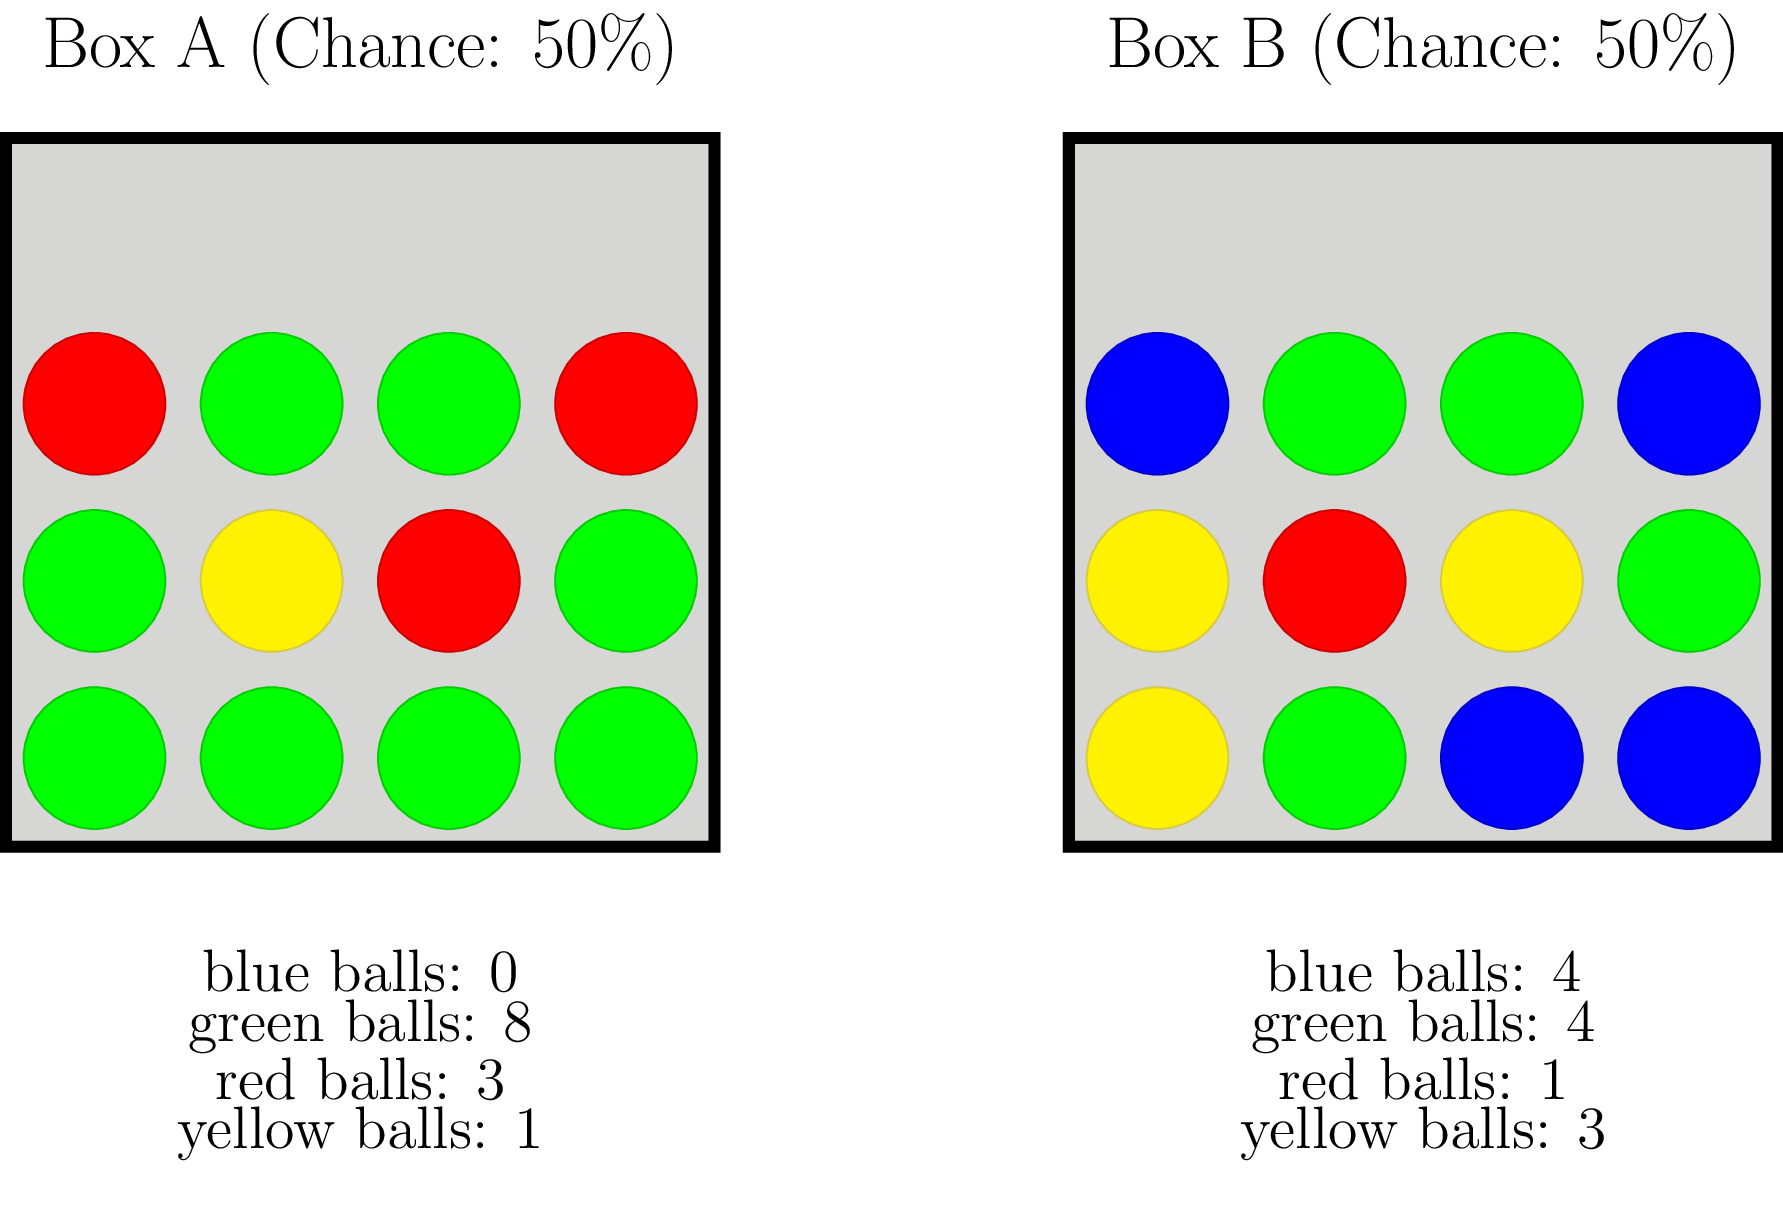 Box A (Chance: 50%)
Box B (Chance: 50%)
blue balls: 0
green balls: 8
red balls: 3
yellow balls: 1
blue balls: 4
green balls: 4
red balls: 1
yellow balls: 3